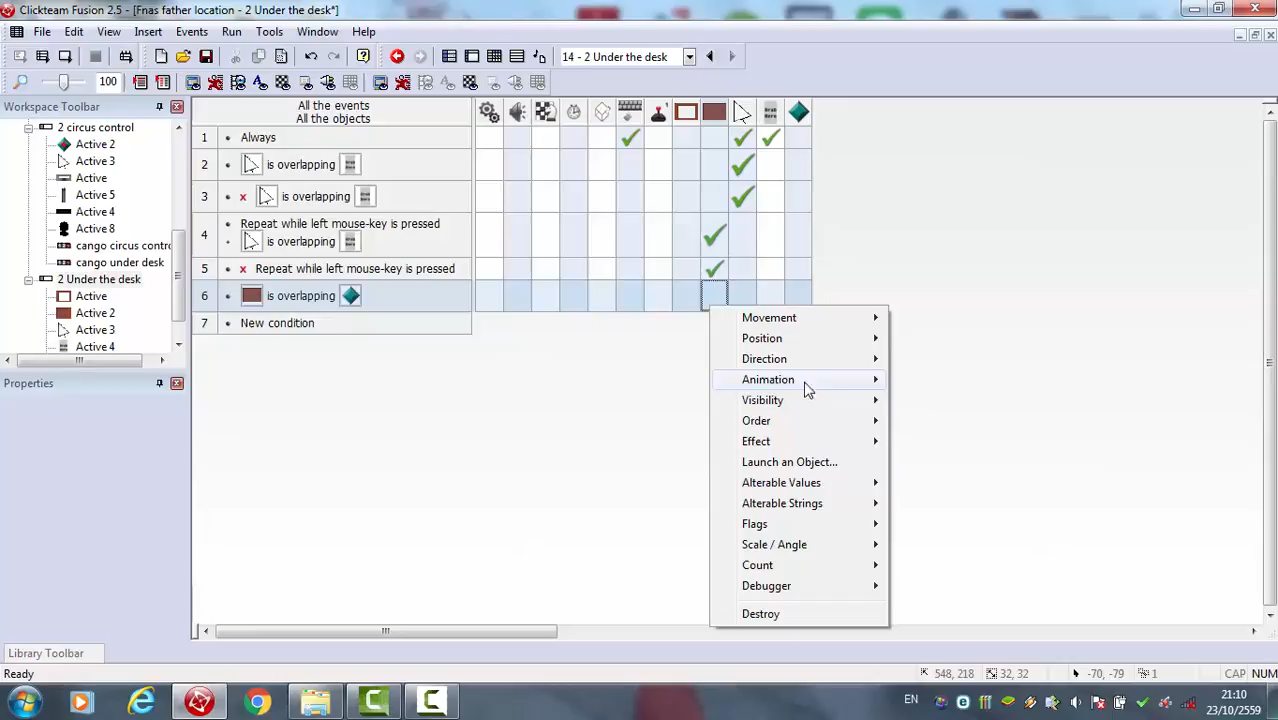 Clickteam Fusion 2.5 - [Fnas father location - 2 Under the desk*]
File Edit View Insert Events Run Tools Window Help
14 - 2 Under the desk
100
Workspace Toolbar
2 circus control
Active 2
Active 3
Active
Active 5
Active 4
Active 8
cango circus contro
cango under desk
2 Under the desk
Active
Active 2
Active 3
Active 4
Properties
All the events
All the objects
1 Always
2 is overlapping
3 x is overlapping
4 Repeat while left mouse-key is pressed
is overlapping
5 x Repeat while left mouse-key is pressed
6 is overlapping
7 New condition
Movement
Position
Direction
Animation
Visibility
Order
Effect
Launch an Object...
Alterable Values
Alterable Strings
Flags
Scale / Angle
Count
Debugger
Destroy
Library Toolbar
Ready
548, 218 32, 32 -70, -79 1 CAP NUM
EN
21:10
23/10/2559